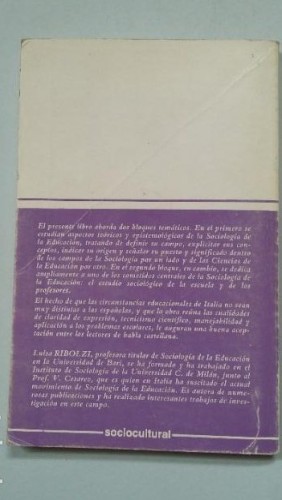 El presente libro aborda dos bloques temáticos. En el primero se
estudian aspectos teóricos y epistemológicos de la Sociología de
la Educación, tratando de definir su campo, explicitar sus con-
ceptos, indicar su origen y señalar su puesto y significado dentro
de los campos de la Sociología por un lado y de las Ciencias de
la Educación por otro. En el segundo bloque, en cambio, se dedica
ampliamente a uno de los cometidos centrales de la Sociología de
la Educación: el estudio sociológico de la escuela y de los
profesores.
El hecho de que las circunstancias educacionales de Italia no sean
muy distintas a las españolas, y que la obra reúna las cualidades
de claridad de expresión, tecnicismo científico, manejabilidad y
aplicación a los problemas escolares, le auguran una buena acep-
tación entre los lectores de habla castellana.
Luisa RIBOLZI, profesora titular de Sociología de la Educación
en la Universidad de Bari, se ha formado y ha trabajado en el
Instituto de Sociología de la Universidad C. de Milán, junto al
Prof. V. Cesareo, que es quien en Italia ha suscitado el actual
movimiento de Sociología de la Educación. Es autora de nume-
rosas publicaciones y ha realizado interesantes trabajos de inves-
tigación en este campo.
sociocultural